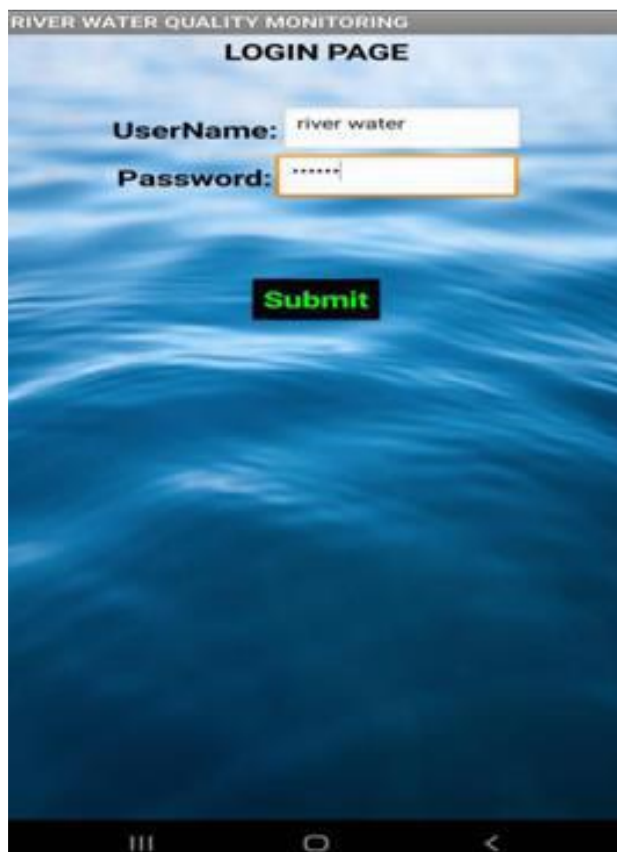 RIVER WATER QUALITY MONITORING
LOGIN PAGE
UserName: river water
Password: ······
Submit